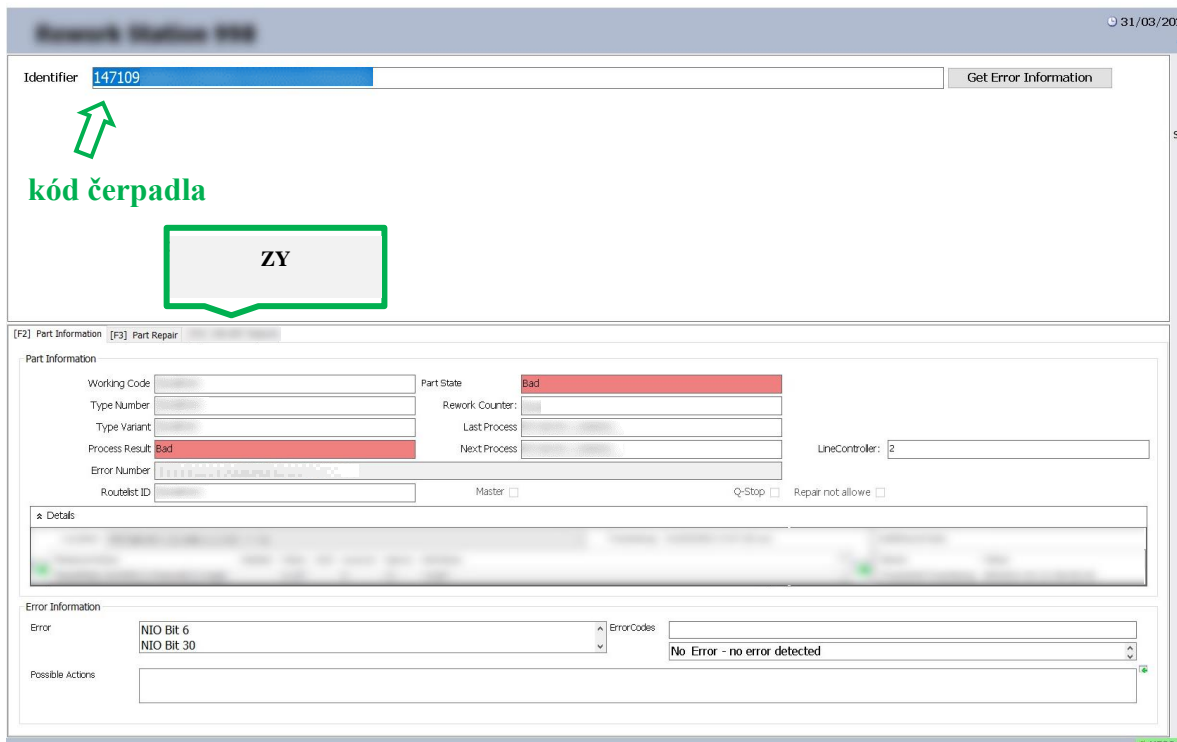 31/03/20
Identifier 147109 Get Error Information
kód čerpadla
ZY
[F2] Part Information [F3] Part Repair
Part Information
Working Code Part State Bad
Type Number Rework Counter:
Type Variant Last Process
Process Result Bad Next Process LineControler: 2
Error Number
Routelist ID Master Q-Stop Repair not allowe
Details
Error Information
Error NIO Bit 6 ErrorCodes
NIO Bit 30 No Error - no error detected
Possible Actions